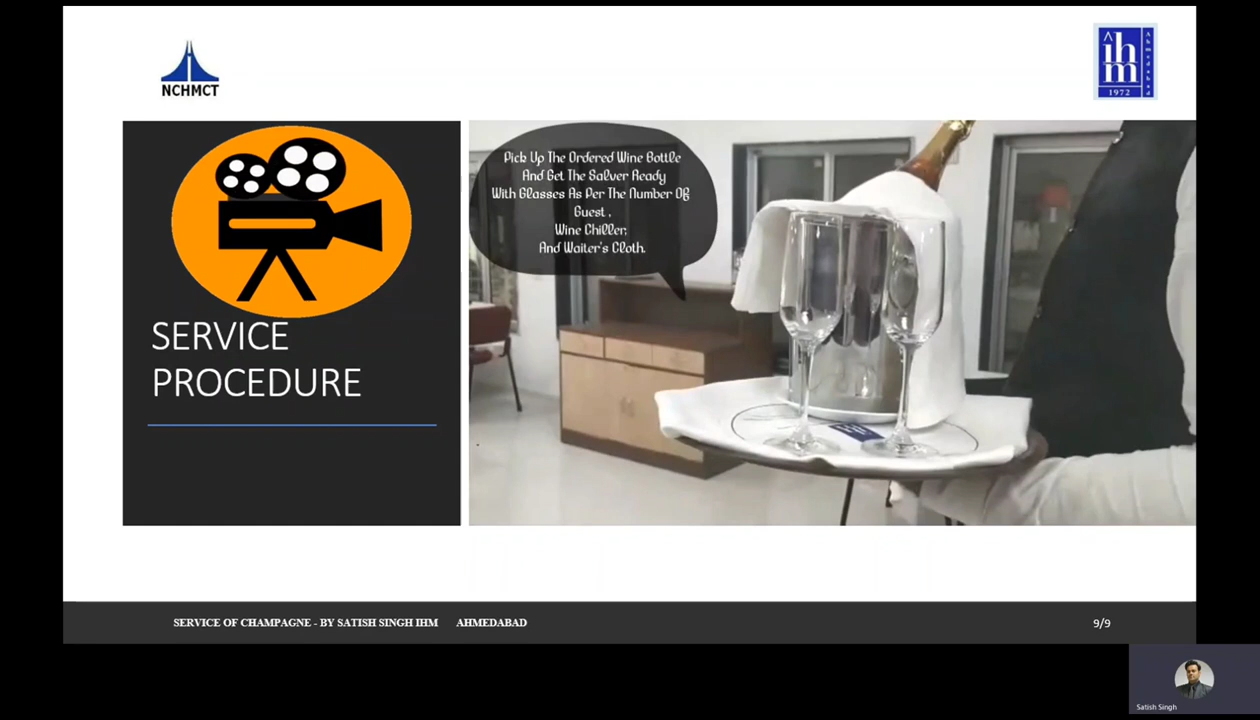 NCHMCT
ihm
Ahmedabad
1972
Pick Up The Ordered Wine Bottle
And Get The Salver Ready
With Glasses As Per The Number Of
Guest .
Wine Chiller,
And Waiter's Cloth.
SERVICE
PROCEDURE
SERVICE OF CHAMPAGNE - BY SATISH SINGH IHM AHMEDABAD
9/9
Satish Singh